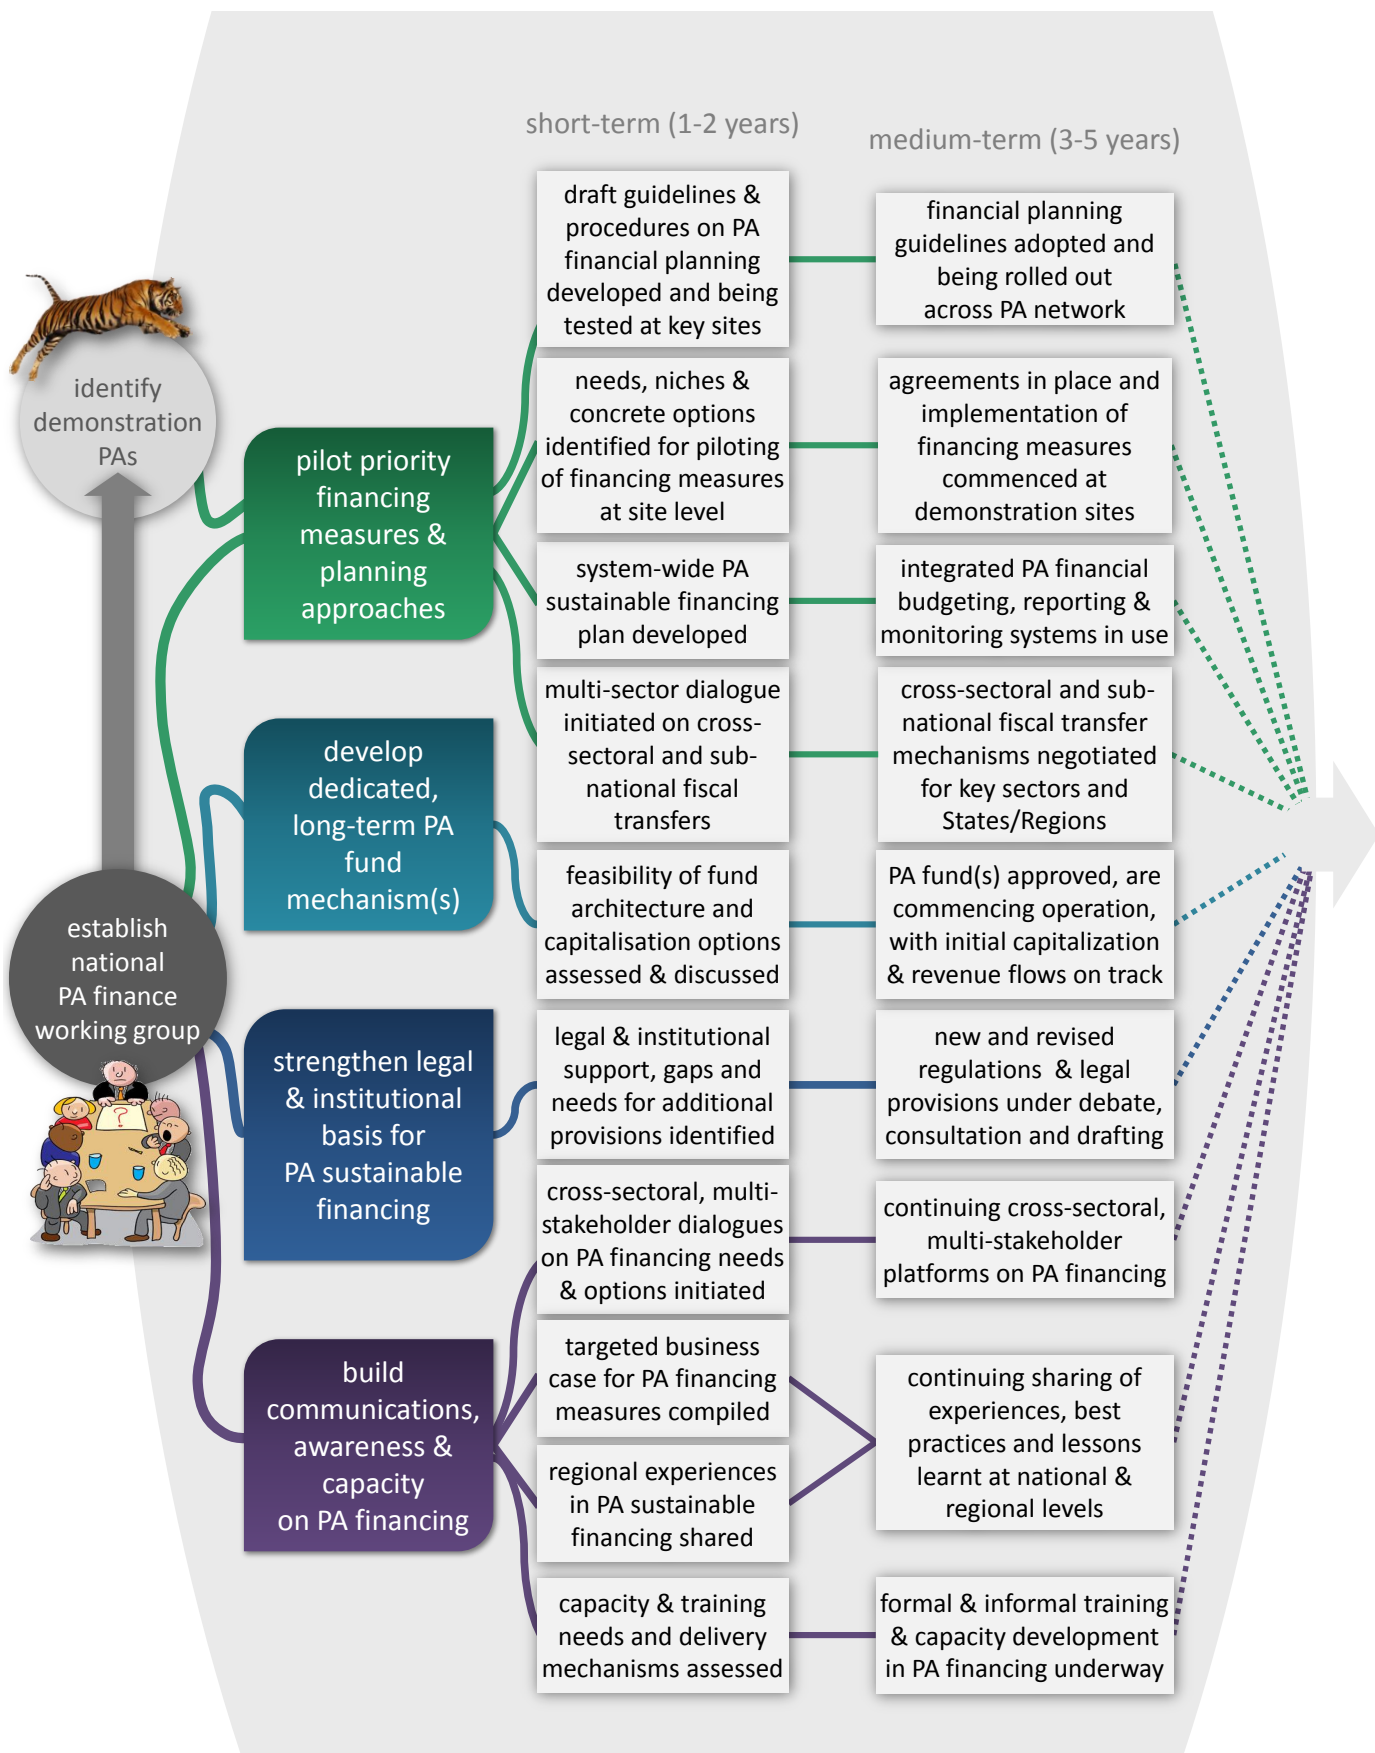 short-term (1-2 years)
medium-term (3-5 years)
identify
demonstration
PAs
establish
national
PA finance
working group
?
pilot priority
financing
measures &
planning
approaches
draft guidelines &
procedures on PA
financial planning
developed and being
tested at key sites
financial planning
guidelines adopted and
being rolled out
across PA network
needs, niches &
concrete options
identified for piloting
of financing measures
at site level
agreements in place and
implementation of
financing measures
commenced at
demonstration sites
system-wide PA
sustainable financing
plan developed
integrated PA financial
budgeting, reporting &
monitoring systems in use
multi-sector dialogue
initiated on cross-
sectoral and sub-
national fiscal
transfers
cross-sectoral and sub-
national fiscal transfer
mechanisms negotiated
for key sectors and
States/Regions
develop
dedicated,
long-term PA
fund
mechanism(s)
feasibility of fund
architecture and
capitalisation options
assessed & discussed
PA fund(s) approved, are
commencing operation,
with initial capitalization
& revenue flows on track
strengthen legal
& institutional
basis for
PA sustainable
financing
legal & institutional
support, gaps and
needs for additional
provisions identified
new and revised
regulations & legal
provisions under debate,
consultation and drafting
build
communications,
awareness &
capacity
on PA financing
cross-sectoral, multi-
stakeholder dialogues
on PA financing needs
& options initiated
continuing cross-sectoral,
multi-stakeholder
platforms on PA financing
targeted business
case for PA financing
measures compiled
regional experiences
in PA sustainable
financing shared
continuing sharing of
experiences, best
practices and lessons
learnt at national &
regional levels
capacity & training
needs and delivery
mechanisms assessed
formal & informal training
& capacity development
in PA financing underway